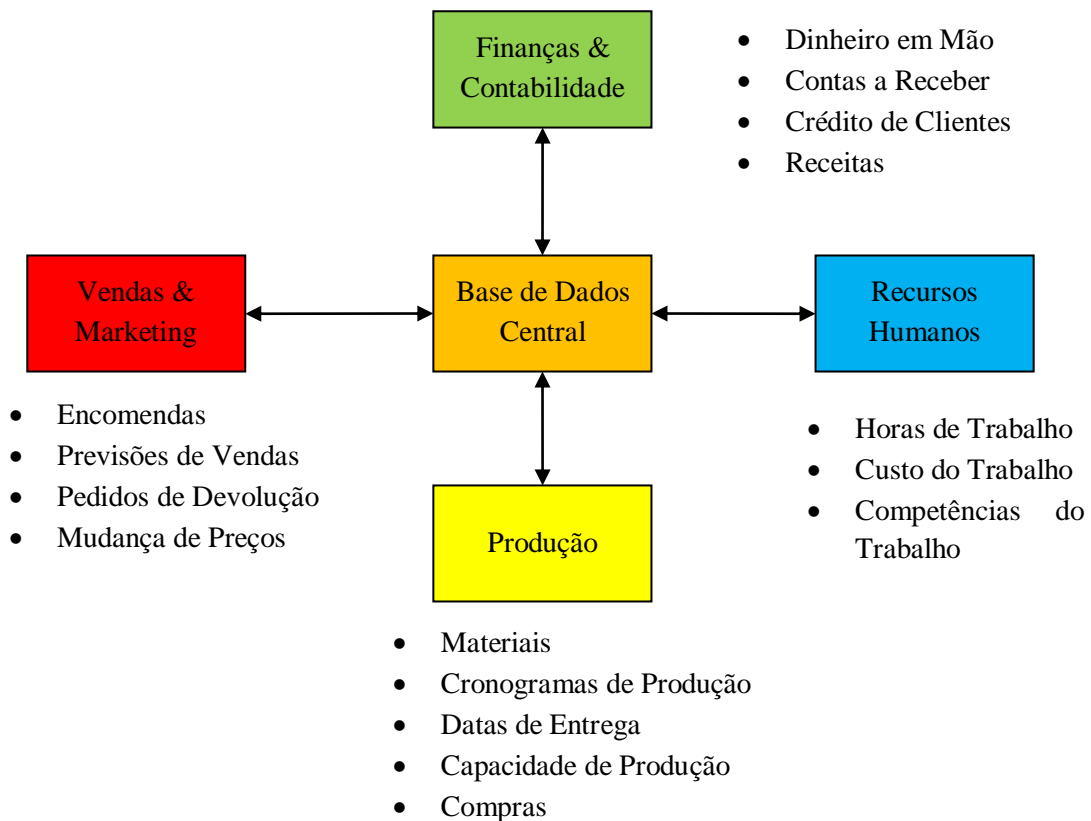 Finanças &
Contabilidade
• Dinheiro em Mão
• Contas a Receber
• Crédito de Clientes
• Receitas
Vendas &
Marketing
Base de Dados
Central
Recursos
Humanos
• Encomendas
• Previsões de Vendas
• Pedidos de Devolução
• Mudança de Preços
• Horas de Trabalho
• Custo do Trabalho
• Competências do
Trabalho
Produção
• Materiais
• Cronogramas de Produção
• Datas de Entrega
• Capacidade de Produção
• Compras